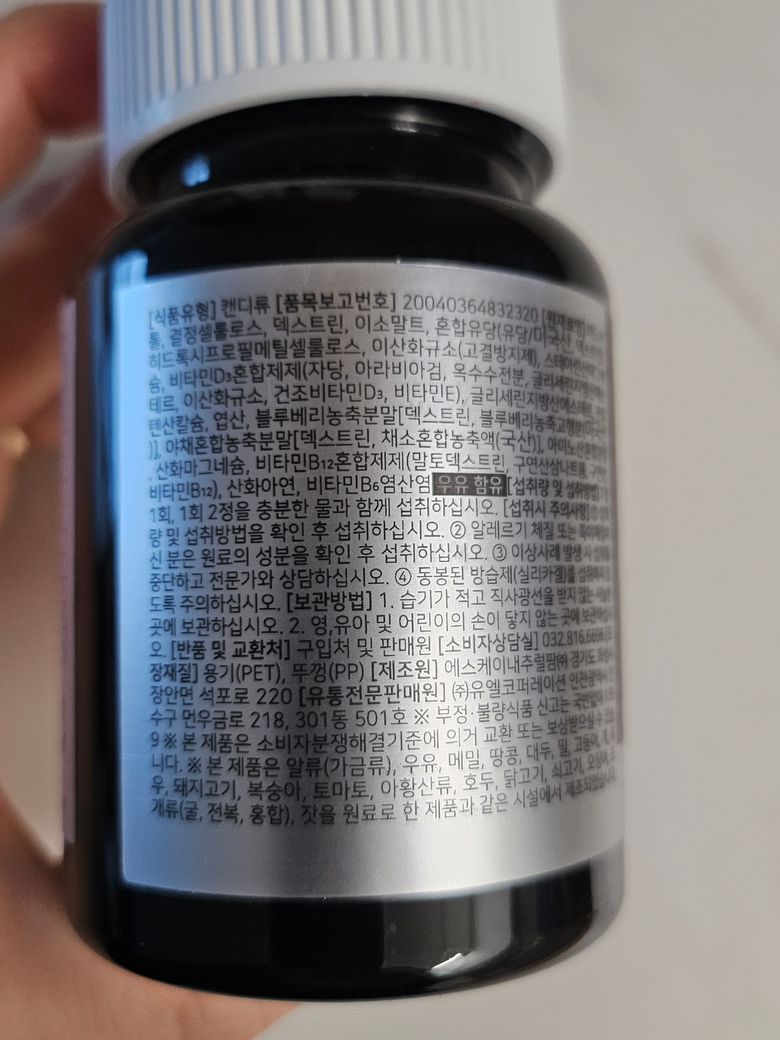 [식품유형] 캔디류 [품목보고번호] 20040364832320 [원재료명]
톨, 결정셀룰로스, 덱스트린, 이소말트, 혼합유당(유당/미국산, 덱스트린
히드록시프로필메틸셀룰로스, 이산화규소(고결방지제),
슘, 비타민D₃혼합제제(자당, 아라비아검, 옥수수전분, 글리세린지방산
테르, 이산화규소, 건조비타민D₃, 비타민E), 글리세린지방산에스테르,
텐산칼슘, 엽산, 블루베리농축분말[덱스트린, 블루베리농축고형분
)], 야채혼합농축분말[덱스트린, 채소혼합농축액(국산)],
, 산화마그네슘, 비타민B₁₂혼합제제(말토덱스트린, 구연산삼나트륨,
비타민B₁₂), 산화아연, 비타민B₆염산염 우유 함유 [섭취량 및 섭취방법]
1회, 1회 2정을 충분한 물과 함께 섭취하십시오. [섭취시 주의사항] ①
량 및 섭취방법을 확인 후 섭취하십시오. ② 알레르기 체질 또는
신 분은 원료의 성분을 확인 후 섭취하십시오. ③ 이상사례 발생 시
중단하고 전문가와 상담하십시오. ④ 동봉된 방습제(실리카겔)를
도록 주의하십시오. [보관방법] 1. 습기가 적고 직사광선을 받지 않는
곳에 보관하십시오. 2. 영,유아 및 어린이의 손이 닿지 않는 곳에 보관하십시
오. [반품 및 교환처] 구입처 및 판매원 [소비자상담실] 032.816.6696
장재질] 용기(PET), 뚜껑(PP) [제조원] 에스케이내추럴팜㈜ 경기도 화성시
장안면 석포로 220 [유통전문판매원] ㈜유엘코퍼레이션 인천광역시
수구 먼우금로 218, 301동 501호 ※ 부정·불량식품 신고는 국번없이
9 ※ 본 제품은 소비자분쟁해결기준에 의거 교환 또는 보상받으실 수
니다. ※ 본 제품은 알류(가금류), 우유, 메밀, 땅콩, 대두, 밀, 고등어, 게,
우, 돼지고기, 복숭아, 토마토, 아황산류, 호두, 닭고기, 쇠고기, 오징어,
개류(굴, 전복, 홍합), 잣을 원료로 한 제품과 같은 시설에서 제조되었습